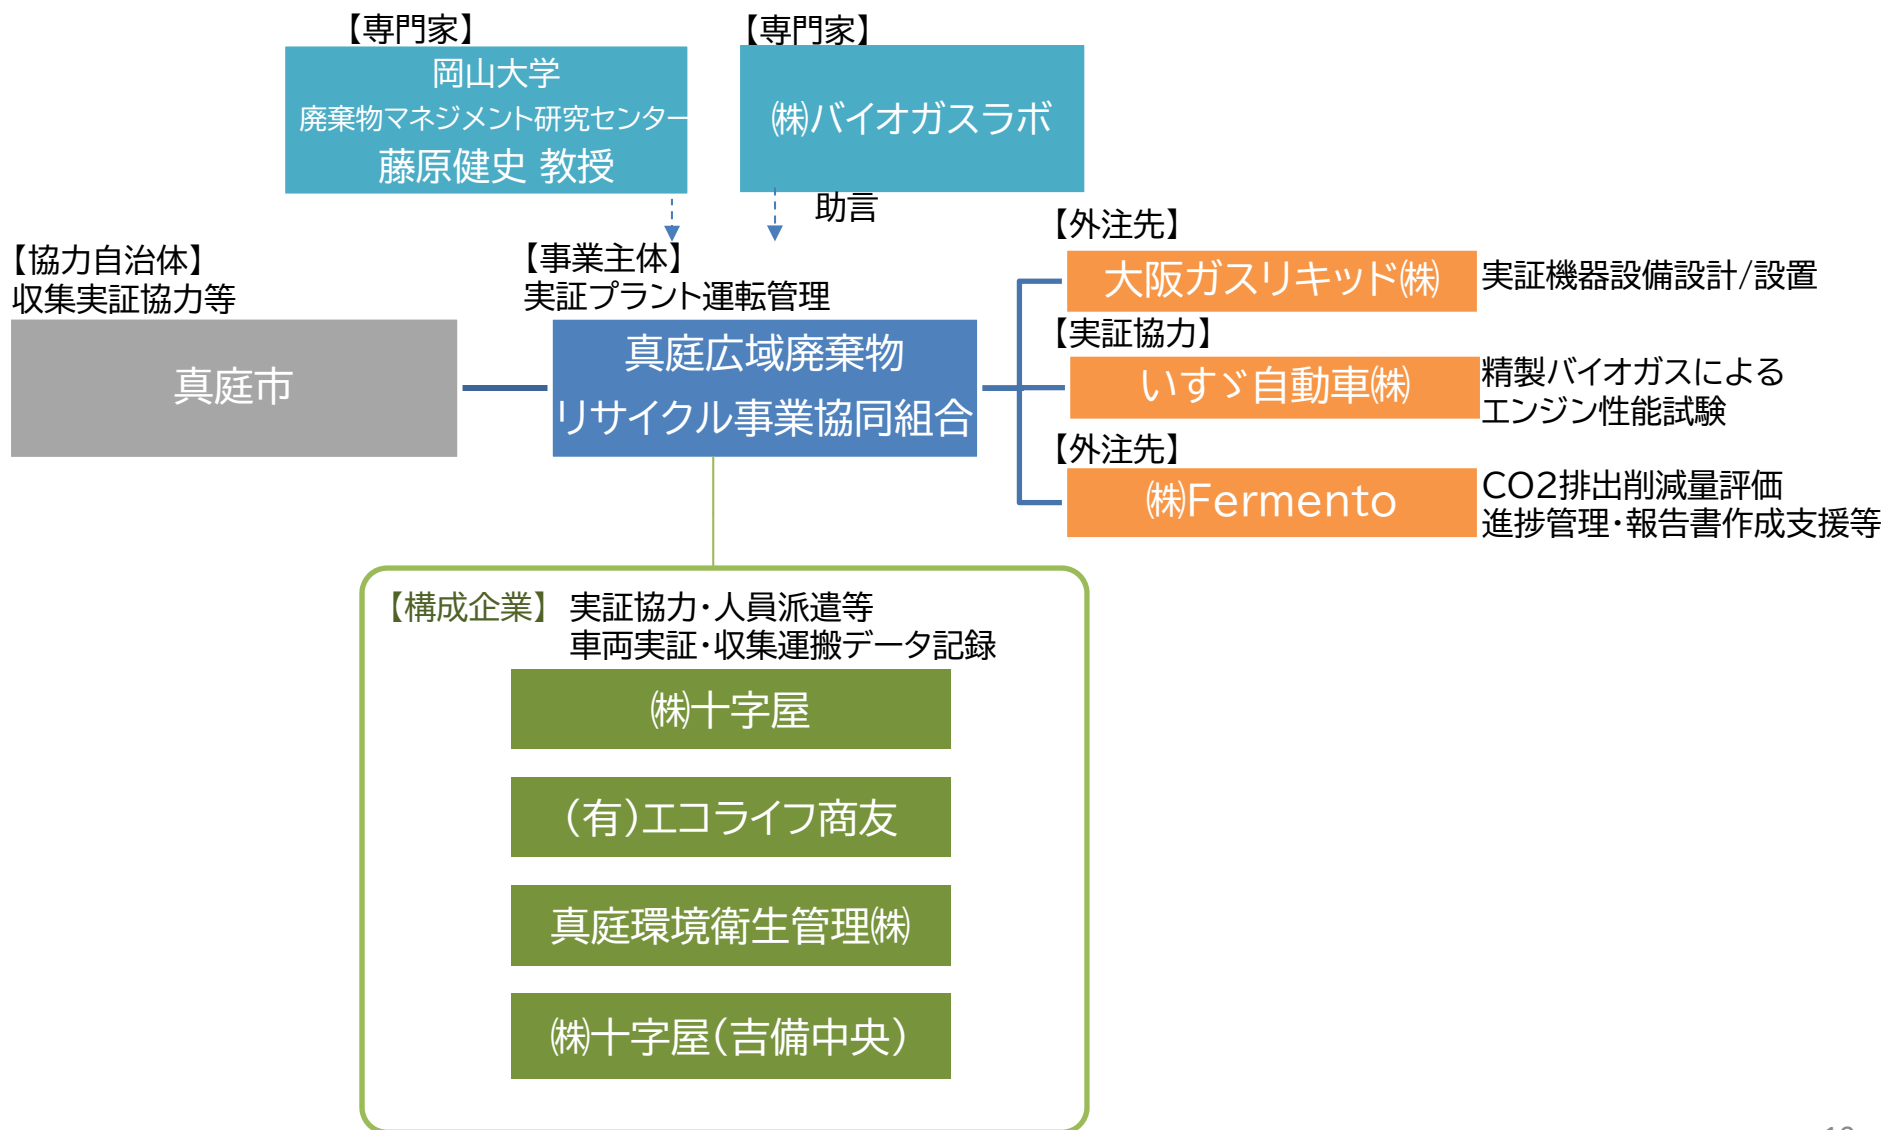 【専門家】
岡山大学
廃棄物マネジメント研究センター
藤原健史 教授
【専門家】
㈱バイオガスラボ
助言
【協力自治体】
収集実証協力等
真庭市
【事業主体】
実証プラント運転管理
真庭広域廃棄物
リサイクル事業協同組合
【外注先】
大阪ガスリキッド㈱
実証機器設備設計/設置
【実証協力】
いすゞ自動車㈱
精製バイオガスによる
エンジン性能試験
【外注先】
㈱Fermento
CO2排出削減量評価
進捗管理・報告書作成支援等
【構成企業】 実証協力・人員派遣等
車両実証・収集運搬データ記録
㈱十字屋
(有)エコライフ商友
真庭環境衛生管理㈱
㈱十字屋(吉備中央)